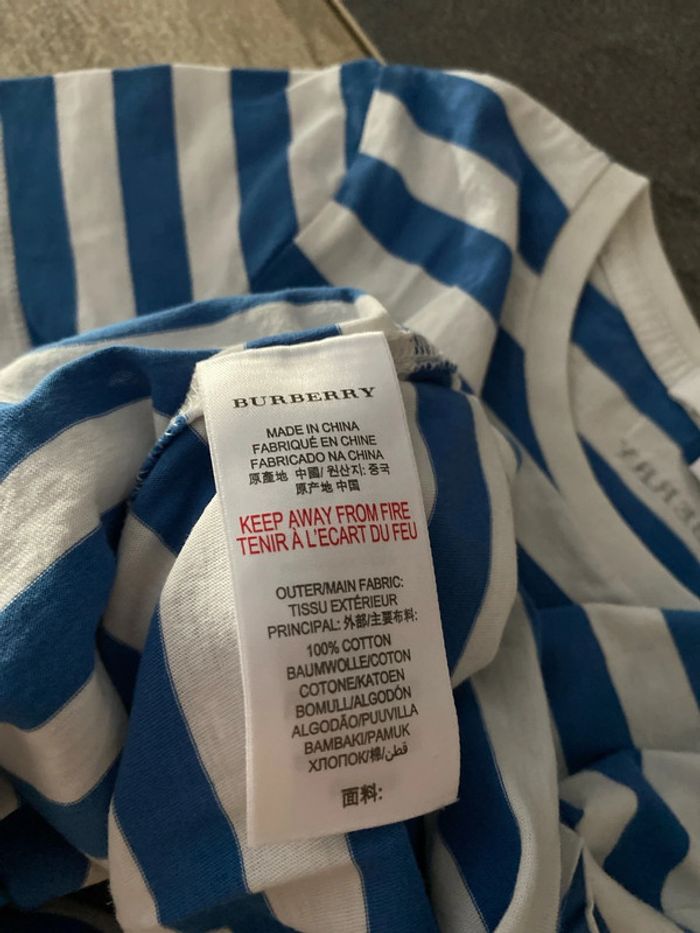 BURBERRY
MADE IN CHINA
FABRIQUÉ EN CHINE
FABRICADO NA CHINA
原產地 中國/ 원산지: 중국
原产地 中国
KEEP AWAY FROM FIRE
TENIR À L'ECART DU FEU
OUTER/MAIN FABRIC:
TISSU EXTÉRIEUR
PRINCIPAL: 外部/主要布料:
100% COTTON
BAUMWOLLE/COTON
COTONE/KATOEN
BOMULL/ALGODÓN
ALGODÃO/PUUVILLA
BAMBAKI/PAMUK
ХЛОПОК/棉/قطن
面料: